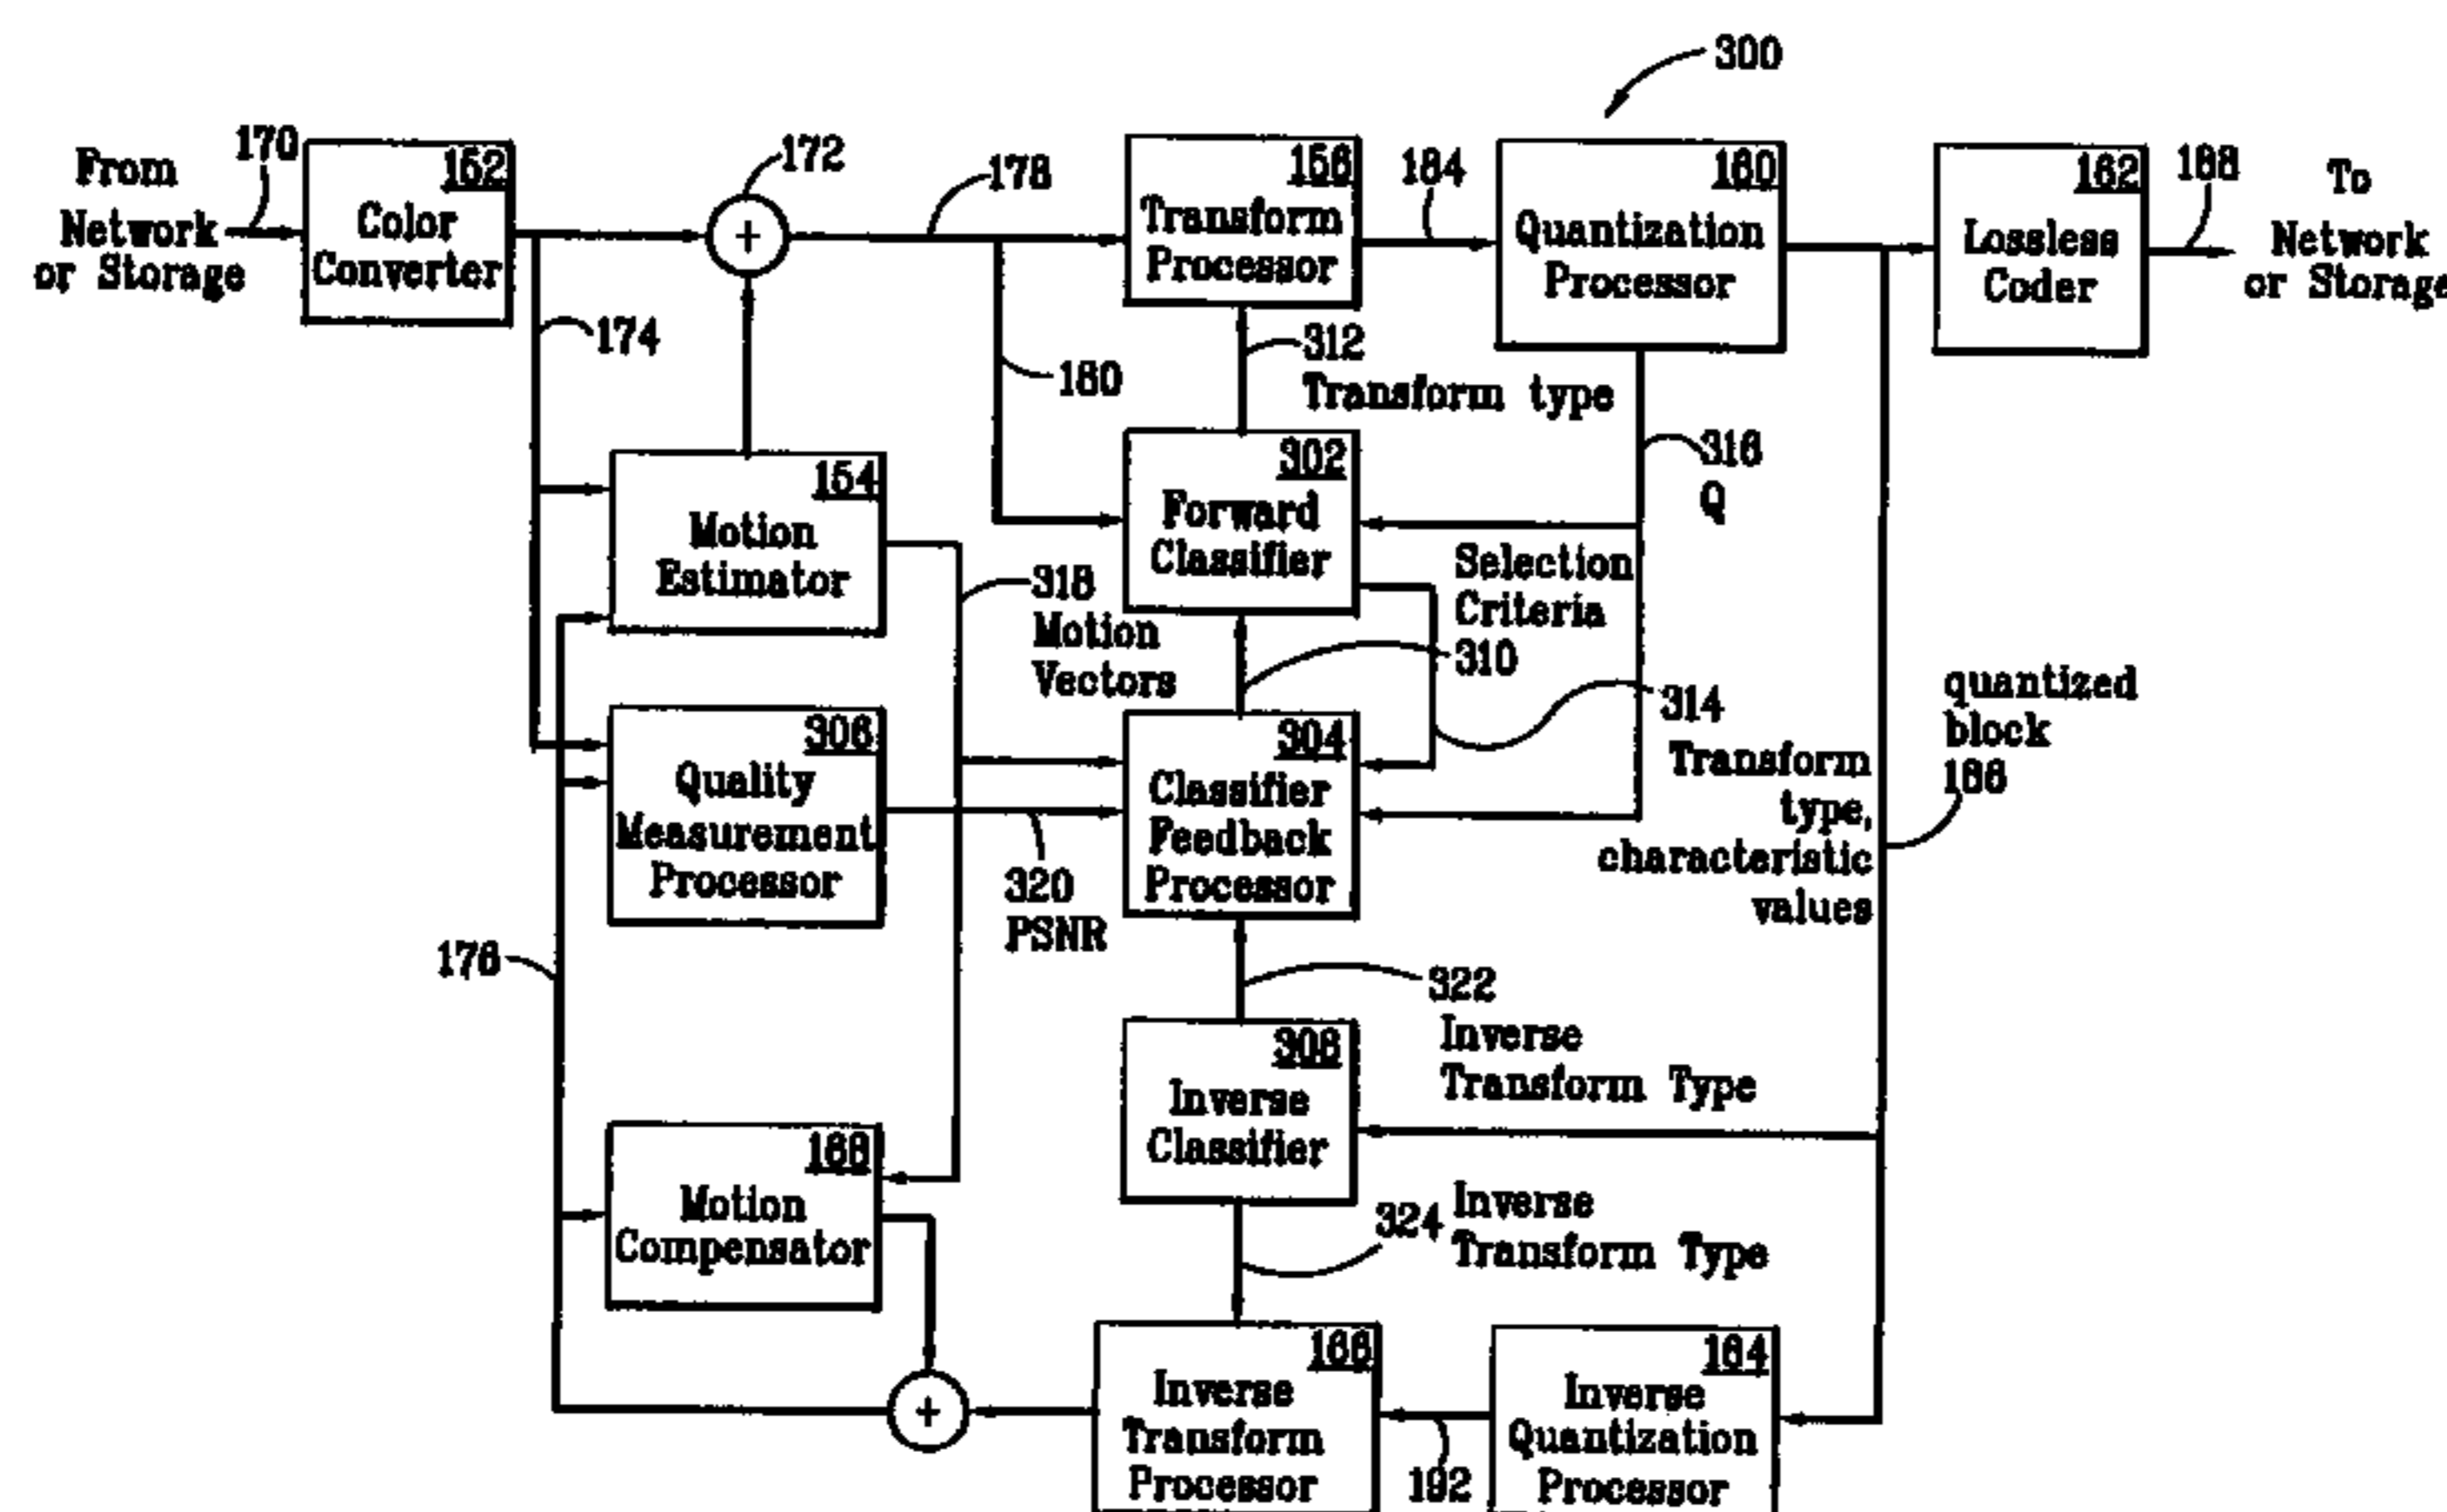 300
From
Network
or Storage
170
152
Color
Converter
172
178
156
Transform
Processor
184
160
Quantization
Processor
162
Lossless
Coder
188
To
Network
or Storage
174
180
312
Transform type
316
Q
154
Motion
Estimator
302
Forward
Classifier
318
Motion
Vectors
Selection
Criteria
310
314
306
Quality
Measurement
Processor
304
Classifier
Feedback
Processor
Transform
type,
characteristic
values
quantized
block
186
320
PSNR
176
322
Inverse
Transform Type
308
Inverse
Classifier
168
Motion
Compensator
324
Inverse
Transform Type
+
+
166
Inverse
Transform
Processor
192
164
Inverse
Quantization
Processor